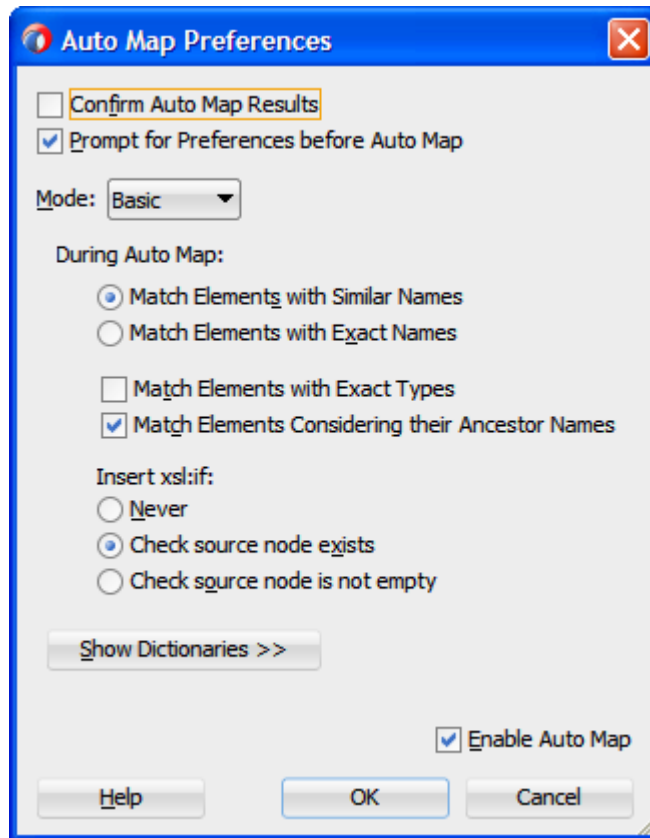 Auto Map Preferences
Confirm Auto Map Results
Prompt for Preferences before Auto Map
Mode: Basic
During Auto Map:
Match Elements with Similar Names
Match Elements with Exact Names
Match Elements with Exact Types
Match Elements Considering their Ancestor Names
Insert xsl:if:
Never
Check source node exists
Check source node is not empty
Show Dictionaries >>
Enable Auto Map
Help OK Cancel